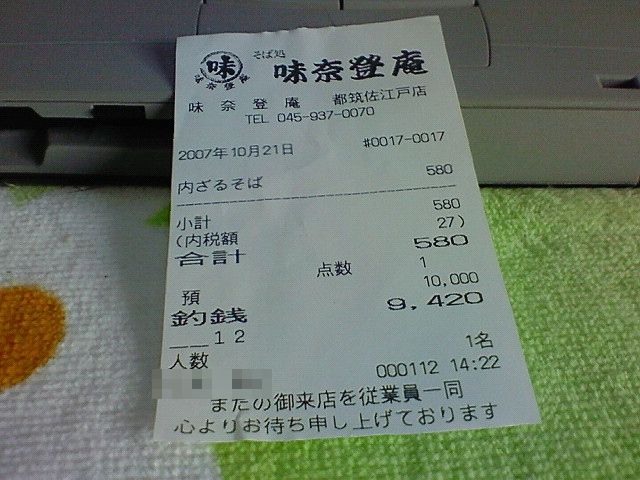 味
味奈登庵
そば処
味奈登庵
味奈登庵 都筑佐江戸店
TEL 045-937-0070
2007年10月21日 #0017-0017
内ざるそば 580
小計 580
(内税額 27)
合計 580
点数 1
預 10,000
釣銭 9,420
__12
人数 1名
000112 14:22
またの御来店を従業員一同
心よりお待ち申し上げております